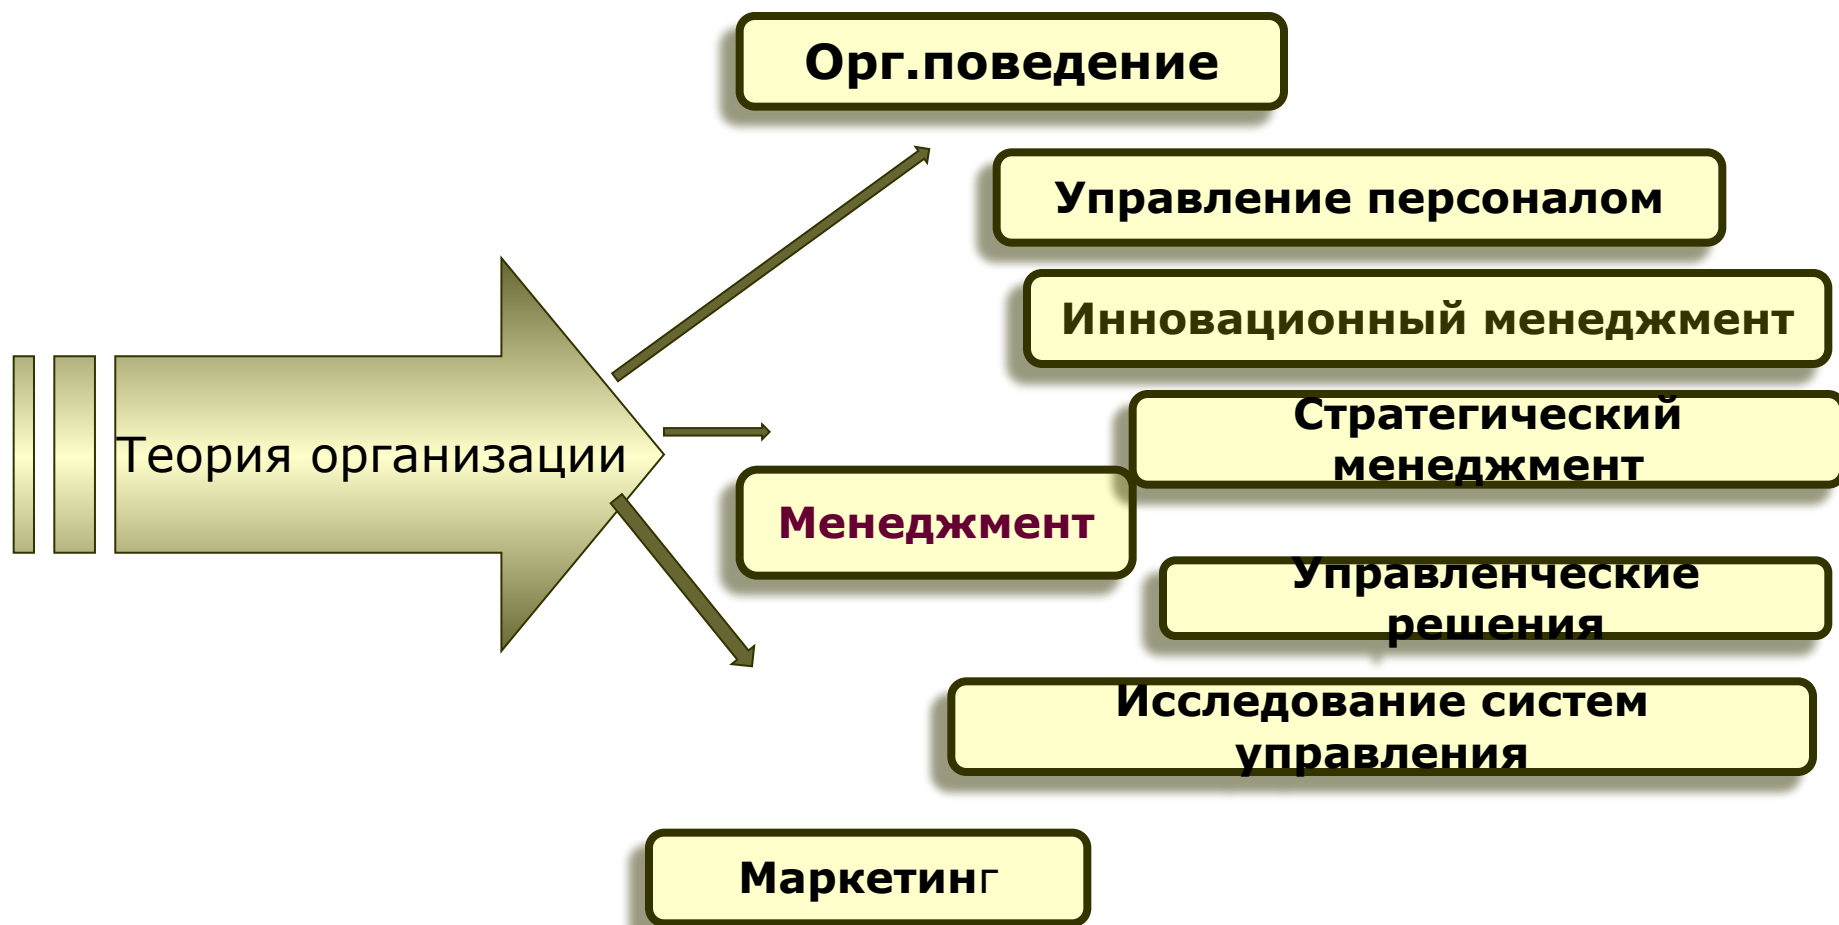 Орг.поведение
Управление персоналом
Инновационный менеджмент
Стратегический
менеджмент
Теория организации
Менеджмент
Управленческие
решения
Исследование систем
управления
Маркетинг